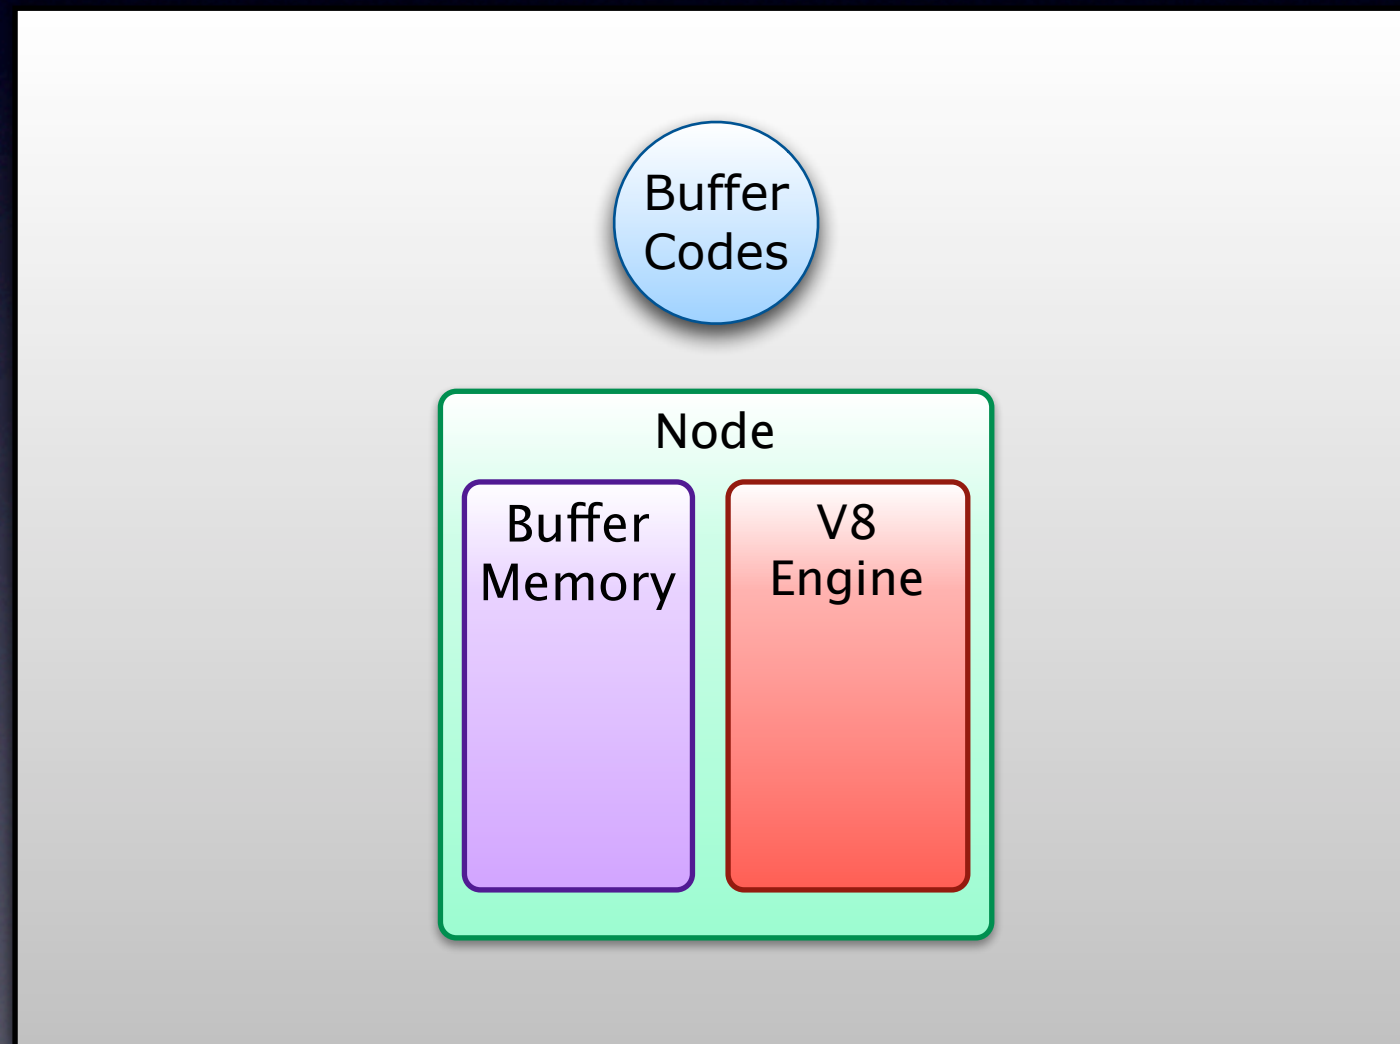 Buffer
Codes
Node
Buffer
Memory
V8
Engine